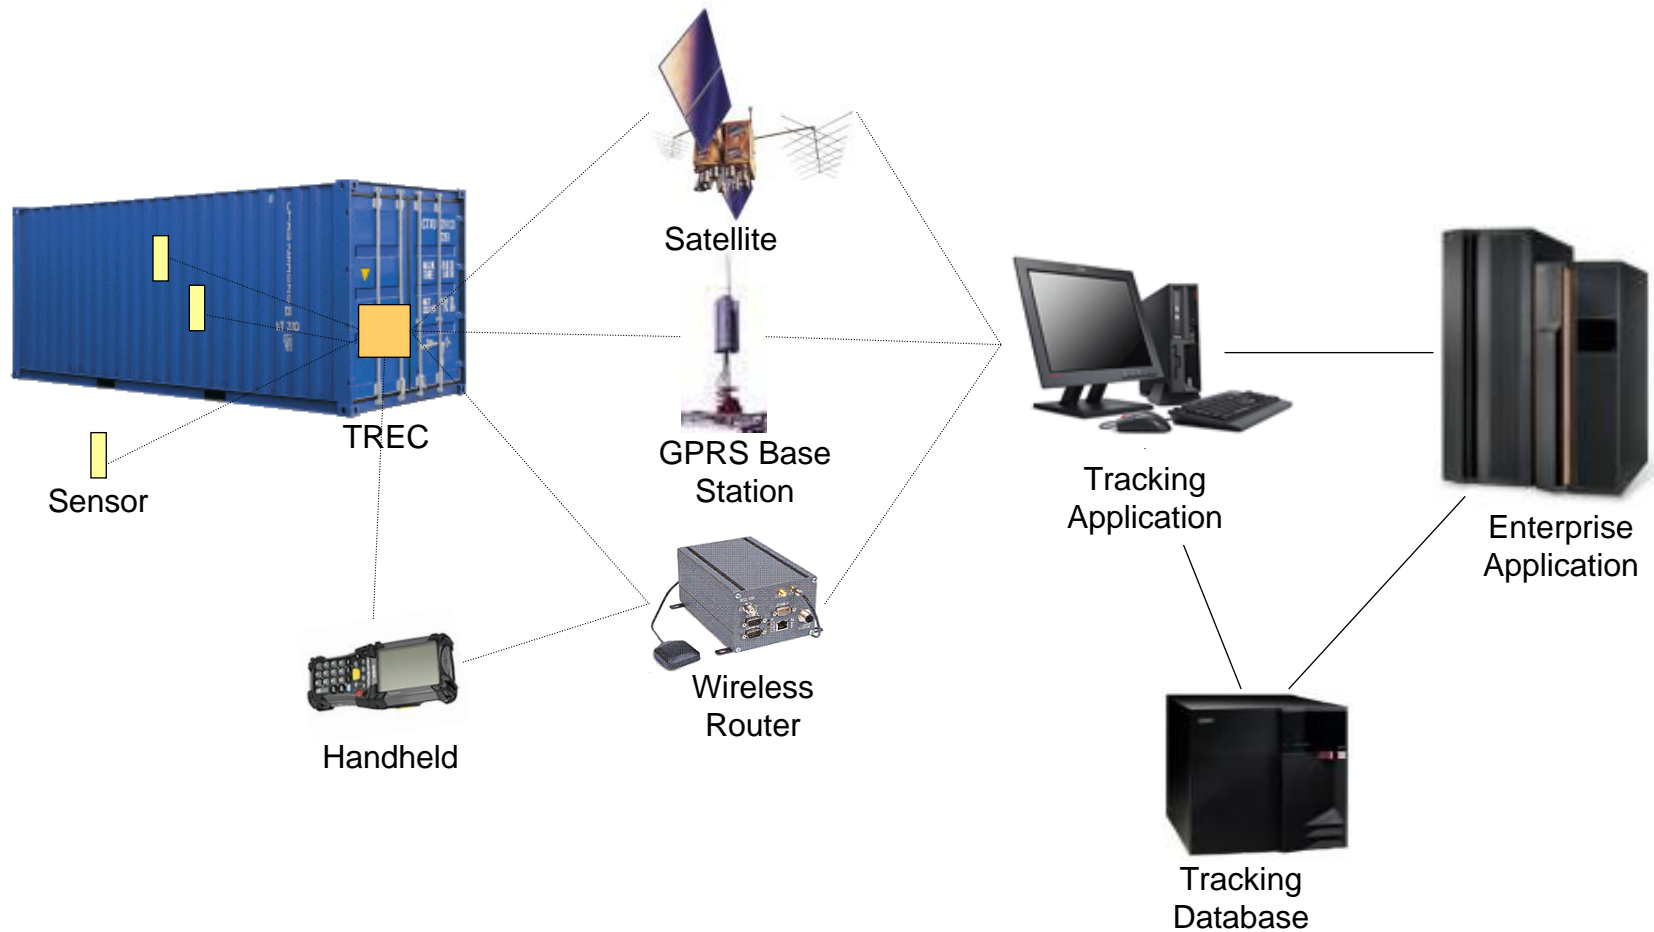 Satellite
TREC
GPRS Base
Station
Sensor
Tracking
Application
Enterprise
Application
Wireless
Router
Handheld
Tracking
Database